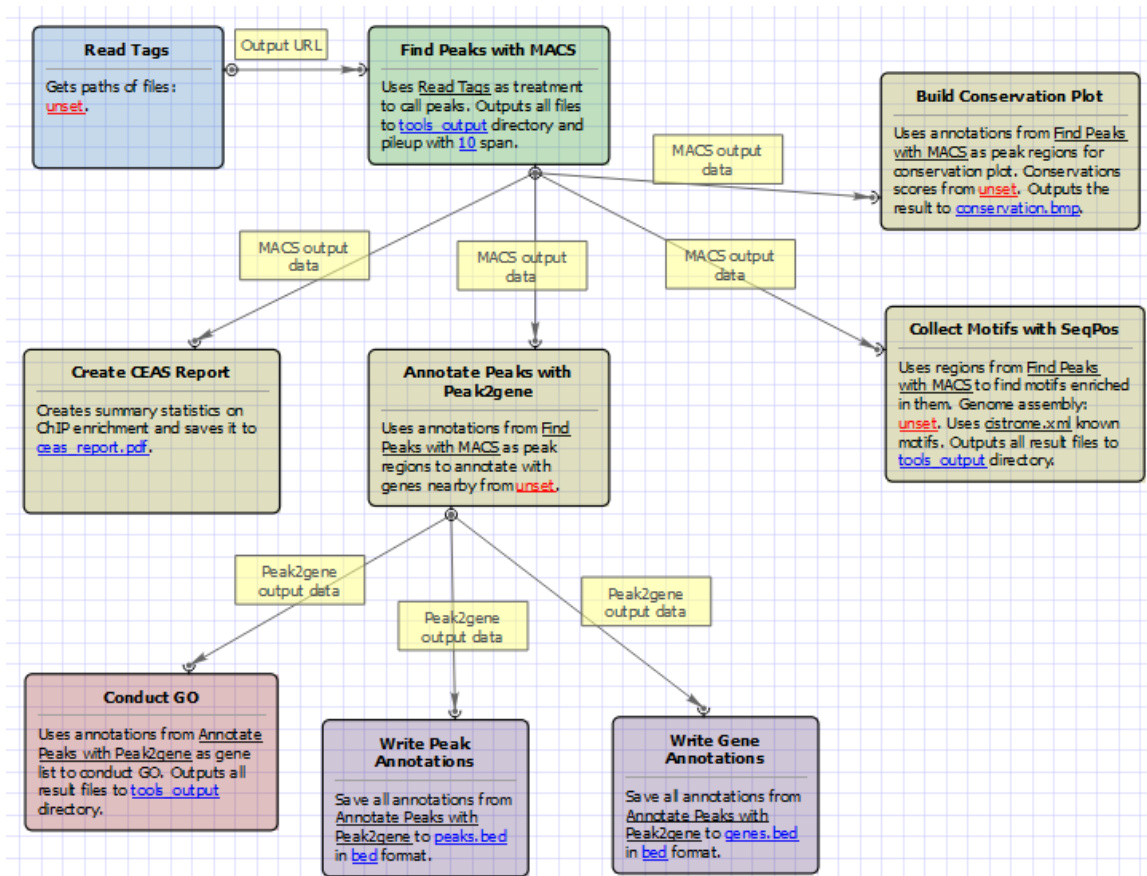 Read Tags
Gets paths of files:
unset.
Output URL
Find Peaks with MACS
Uses Read Tags as treatment
to call peaks. Outputs all files
to tools_output directory and
pileup with 10 span.
MACS output
data
Build Conservation Plot
Uses annotations from Find Peaks
with MACS as peak regions for
conservation plot. Conservations
scores from unset. Outputs the
result to conservation.bmp.
MACS output
data
MACS output
data
MACS output
data
Create CEAS Report
Creates summary statistics on
ChIP enrichment and saves it to
ceas_report.pdf.
Annotate Peaks with
Peak2gene
Uses annotations from Find
Peaks with MACS as peak
regions to annotate with
genes nearby from unset.
Collect Motifs with SeqPos
Uses regions from Find Peaks
with MACS to find motifs enriched
in them. Genome assembly:
unset. Uses cistrome.xml known
motifs. Outputs all result files to
tools_output directory.
Peak2gene
output data
Peak2gene
output data
Peak2gene
output data
Conduct GO
Uses annotations from Annotate
Peaks with Peak2gene as gene
list to conduct GO. Outputs all
result files to tools_output
directory.
Write Peak
Annotations
Save all annotations from
Annotate Peaks with
Peak2gene to peaks.bed
in bed format.
Write Gene
Annotations
Save all annotations from
Annotate Peaks with
Peak2gene to genes.bed
in bed format.